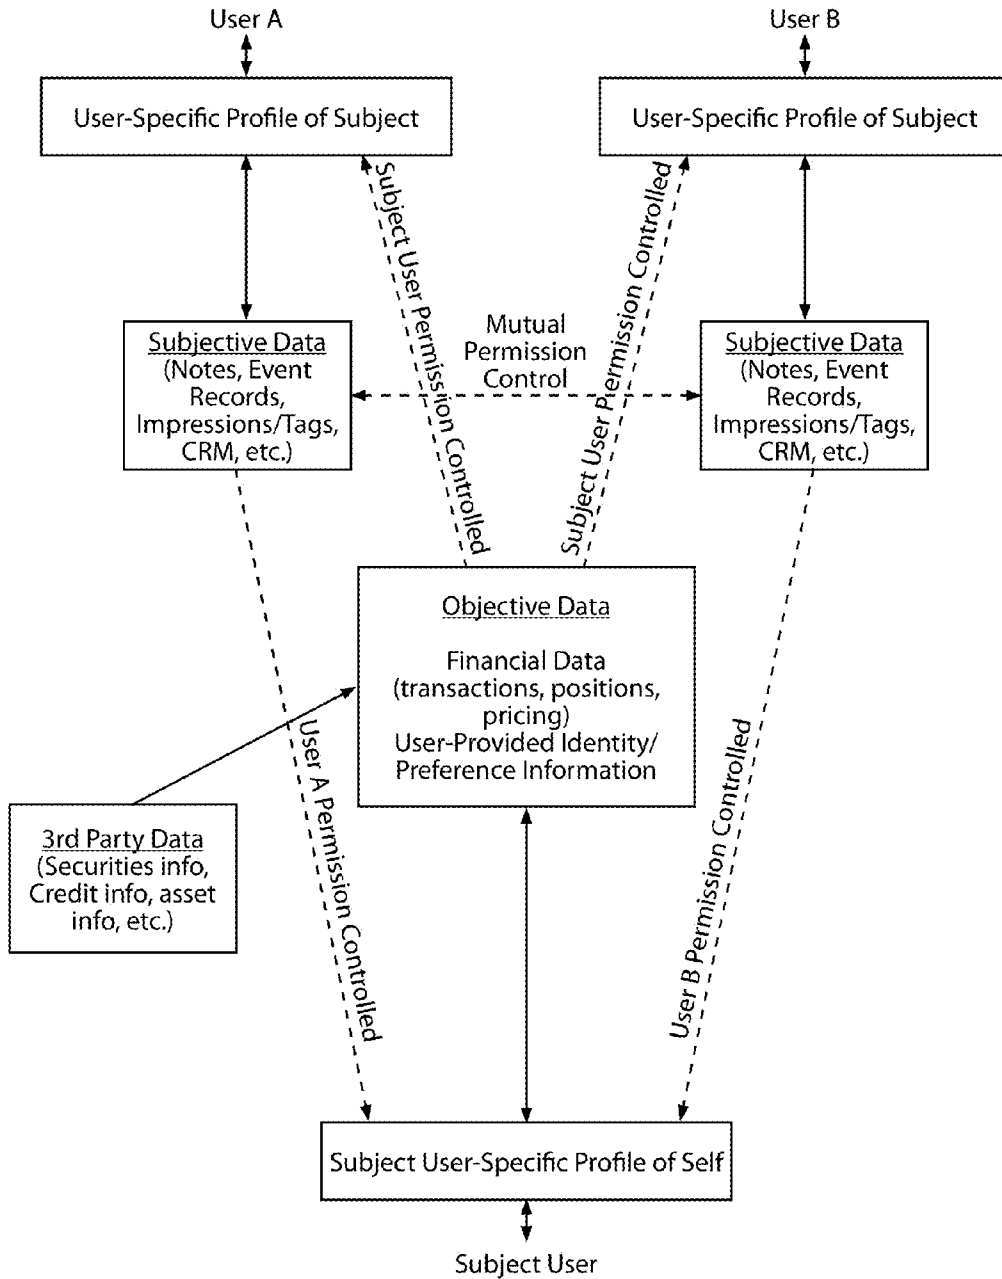 User A
User B
User-Specific Profile of Subject
User-Specific Profile of Subject
Subject User Permission Controlled
Subject User Permission Controlled
Subjective Data
(Notes, Event
Records,
Impressions/Tags,
CRM, etc.)
Mutual
Permission
Control
Subjective Data
(Notes, Event
Records,
Impressions/Tags,
CRM, etc.)
Objective Data
Financial Data
(transactions, positions,
pricing)
User-Provided Identity/
Preference Information
User A Permission Controlled
User B Permission Controlled
3rd Party Data
(Securities info,
Credit info, asset
info, etc.)
Subject User-Specific Profile of Self
Subject User